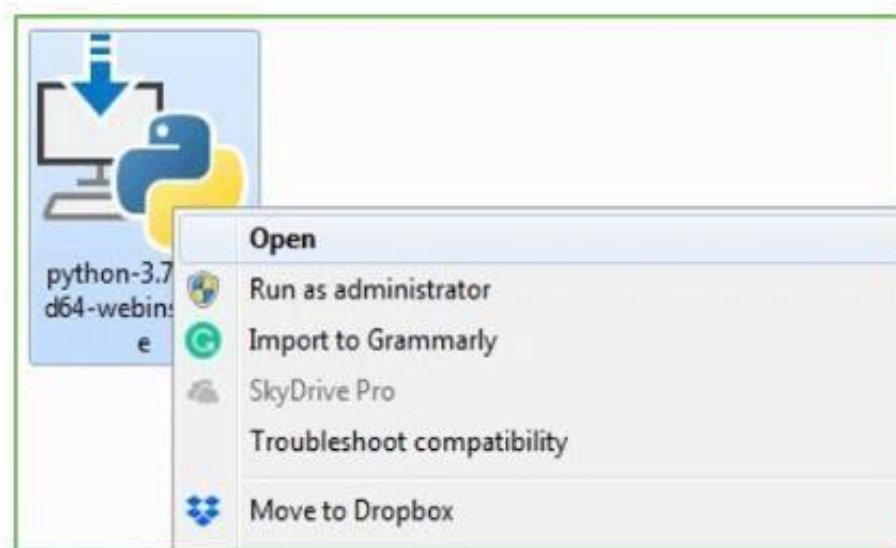 python-3.7
d64-webins
e
Open
Run as administrator
Import to Grammarly
SkyDrive Pro
Troubleshoot compatibility
Move to Dropbox